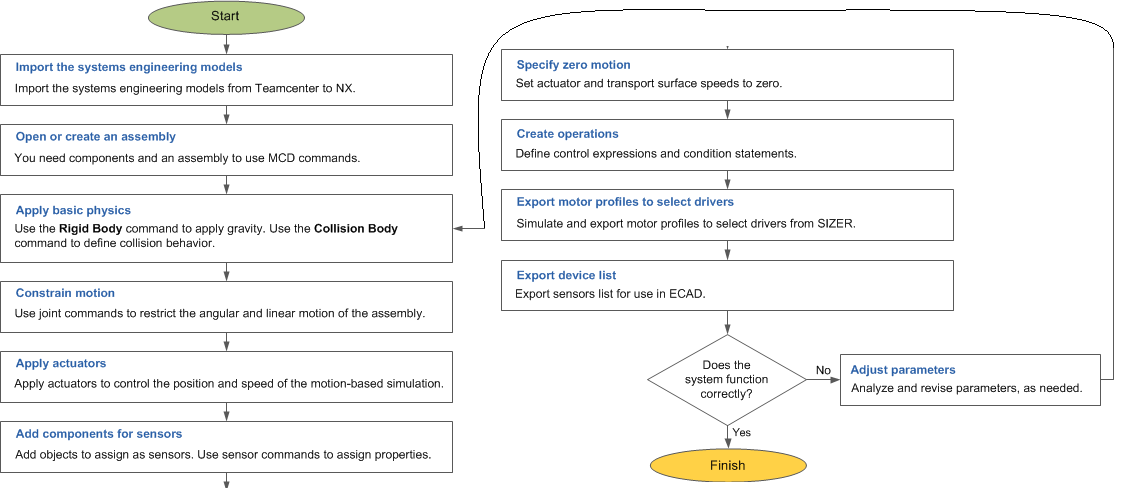 Start
Import the systems engineering models
Import the systems engineering models from Teamcenter to NX.
Open or create an assembly
You need components and an assembly to use MCD commands.
Apply basic physics
Use the Rigid Body command to apply gravity. Use the Collision Body
command to define collision behavior.
Constrain motion
Use joint commands to restrict the angular and linear motion of the assembly.
Apply actuators
Apply actuators to control the position and speed of the motion-based simulation.
Add components for sensors
Add objects to assign as sensors. Use sensor commands to assign properties.
Specify zero motion
Set actuator and transport surface speeds to zero.
Create operations
Define control expressions and condition statements.
Export motor profiles to select drivers
Simulate and export motor profiles to select drivers from SIZER.
Export device list
Export sensors list for use in ECAD.
Does the
system function
correctly?
No
Adjust parameters
Analyze and revise parameters, as needed.
Yes
Finish